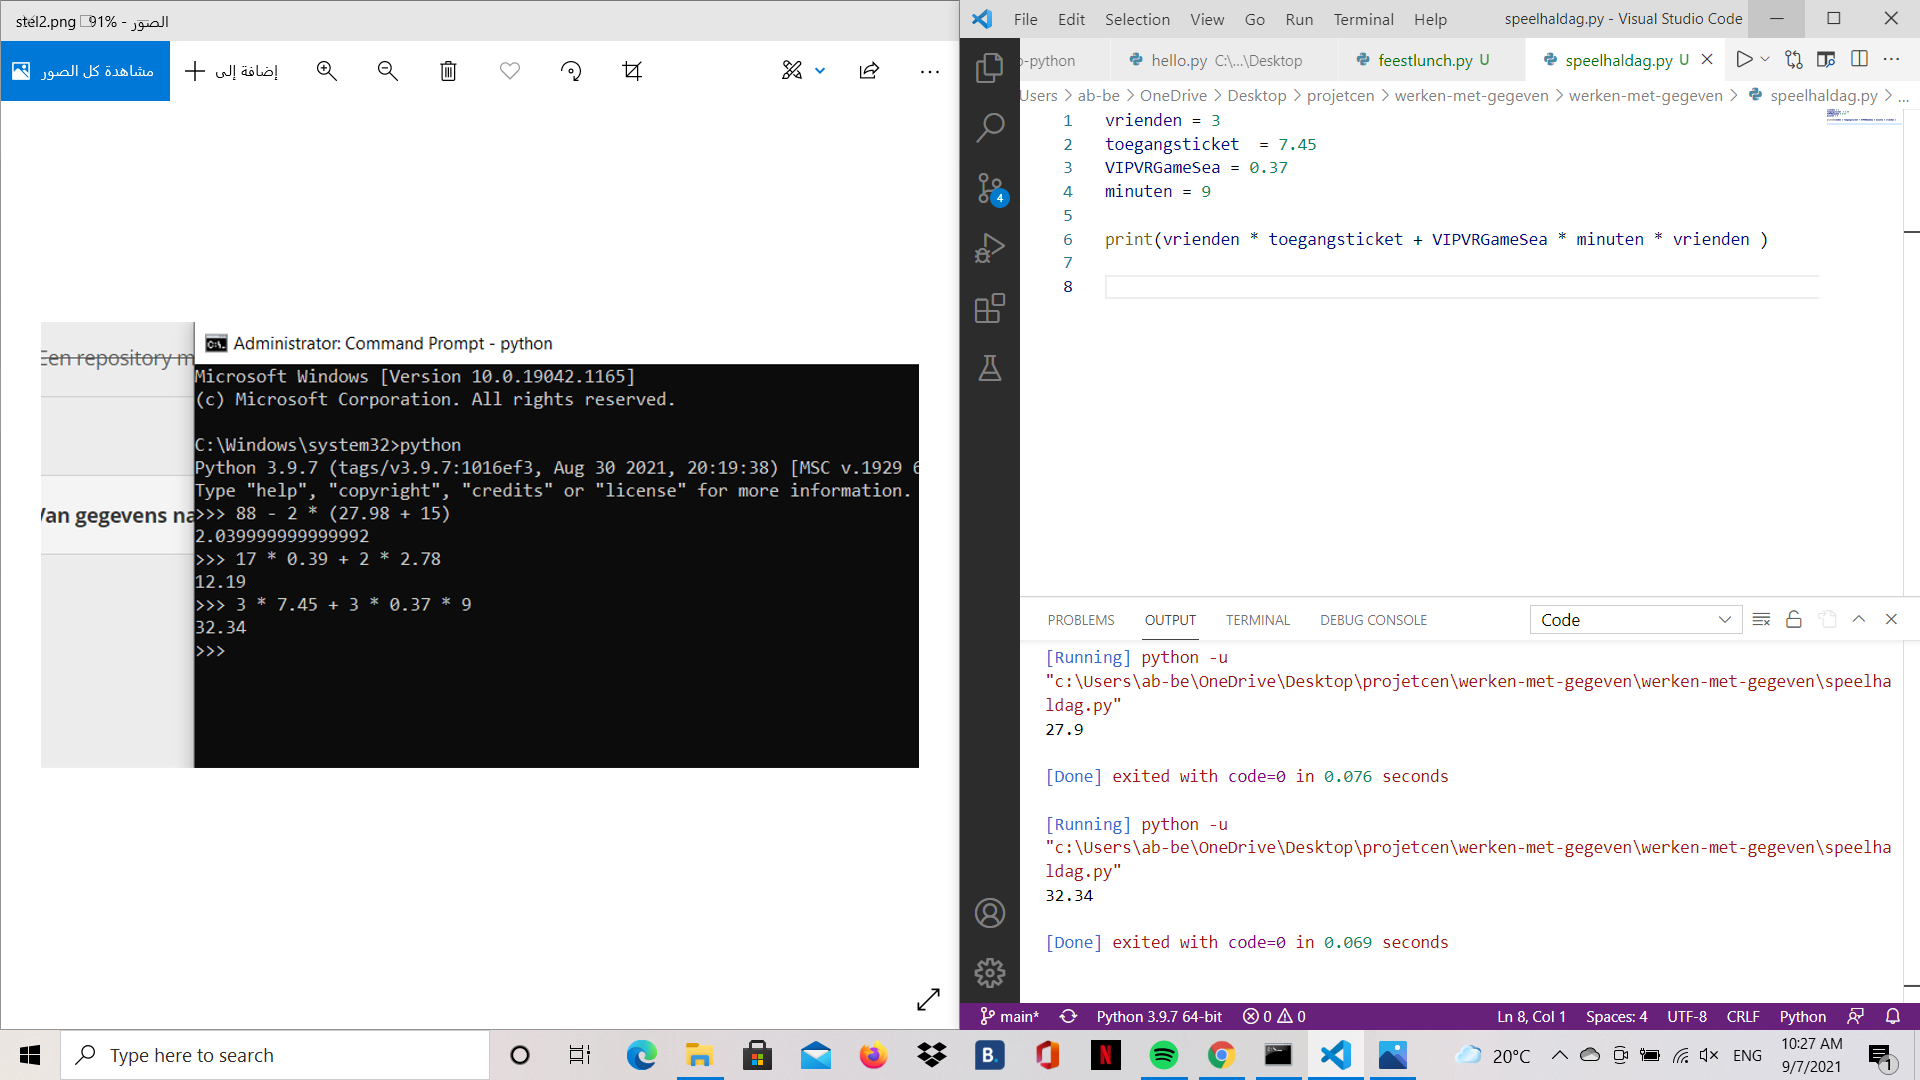 stel2.png - 91% - الصور
مشاهدة كل الصور
إضافة إلى
Een repository m
Van gegevens na
Administrator: Command Prompt - python
Microsoft Windows [Version 10.0.19042.1165]
(c) Microsoft Corporation. All rights reserved.
C:\Windows\system32>python
Python 3.9.7 (tags/v3.9.7:1016ef3, Aug 30 2021, 20:19:38) [MSC v.1929 6
Type "help", "copyright", "credits" or "license" for more information.
>>> 88 - 2 * (27.98 + 15)
2.039999999999992
>>> 17 * 0.39 + 2 * 2.78
12.19
>>> 3 * 7.45 + 3 * 0.37 * 9
32.34
>>>
File Edit Selection View Go Run Terminal Help speelhaldag.py - Visual Studio Code
o-python hello.py C:\...\Desktop feestlunch.py U speelhaldag.py U
Users > ab-be > OneDrive > Desktop > projetcen > werken-met-gegeven > werken-met-gegeven > speelhaldag.py > ...
1 vrienden = 3
2 toegangsticket  = 7.45
3 VIPVRGameSea = 0.37
4 minuten = 9
5
6 print(vrienden * toegangsticket + VIPVRGameSea * minuten * vrienden )
7
8
4
PROBLEMS OUTPUT TERMINAL DEBUG CONSOLE Code
[Running] python -u
"c:\Users\ab-be\OneDrive\Desktop\projetcen\werken-met-gegeven\werken-met-gegeven\speelha
ldag.py"
27.9
[Done] exited with code=0 in 0.076 seconds
[Running] python -u
"c:\Users\ab-be\OneDrive\Desktop\projetcen\werken-met-gegeven\werken-met-gegeven\speelha
ldag.py"
32.34
[Done] exited with code=0 in 0.069 seconds
main* Python 3.9.7 64-bit 0 0 Ln 8, Col 1 Spaces: 4 UTF-8 CRLF Python
Type here to search
B.
N
20°C ENG
10:27 AM
9/7/2021
1